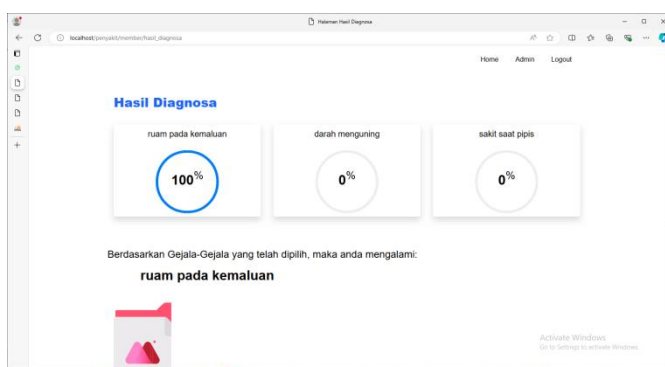 Halaman Hasil Diagnosa
localhost/penyakit/member/hasil_diagnosa
Home Admin Logout
Hasil Diagnosa
ruam pada kemaluan darah menguning sakit saat pipis
100% 0% 0%
Berdasarkan Gejala-Gejala yang telah dipilih, maka anda mengalami:
ruam pada kemaluan
Activate Windows
Go to Settings to activate Windows.